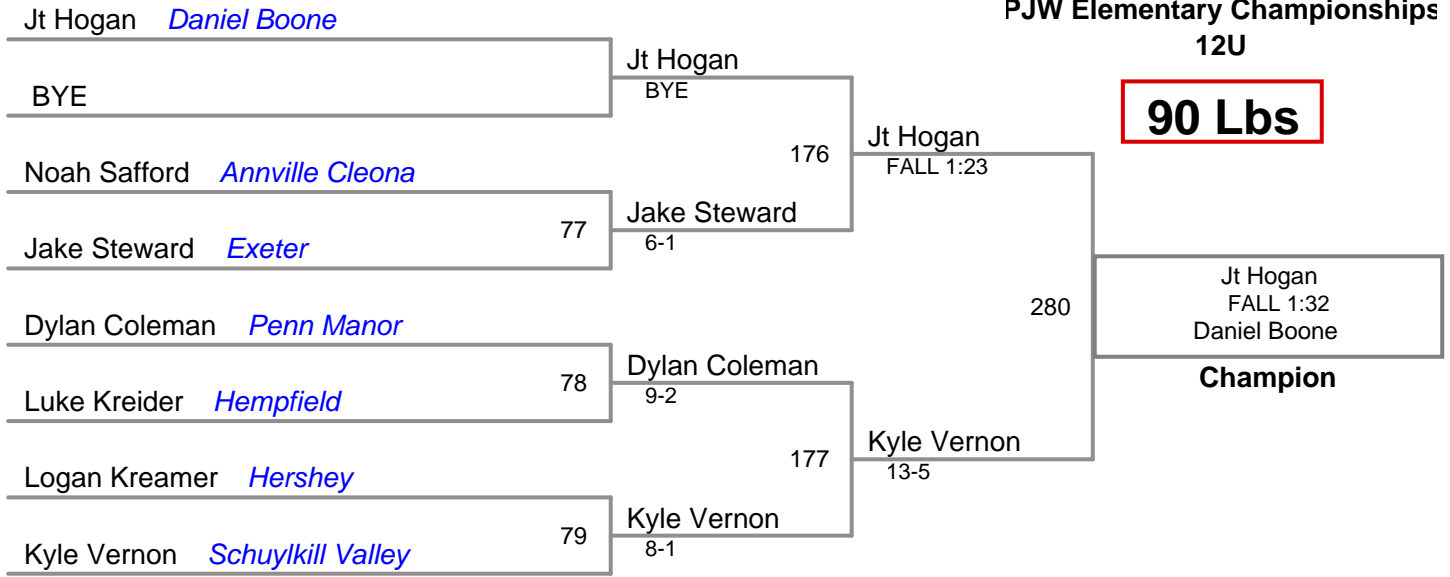 PJW Elementary Championships
12U
90 Lbs
Jt Hogan Daniel Boone
BYE
Noah Safford Annville Cleona
Jake Steward Exeter
Dylan Coleman Penn Manor
Luke Kreider Hempfield
Logan Kreamer Hershey
Kyle Vernon Schuylkill Valley
77
78
79
Jt Hogan
BYE
Jake Steward
6-1
Dylan Coleman
9-2
Kyle Vernon
8-1
176
177
Jt Hogan
FALL 1:23
Kyle Vernon
13-5
280
Jt Hogan
FALL 1:32
Daniel Boone
Champion